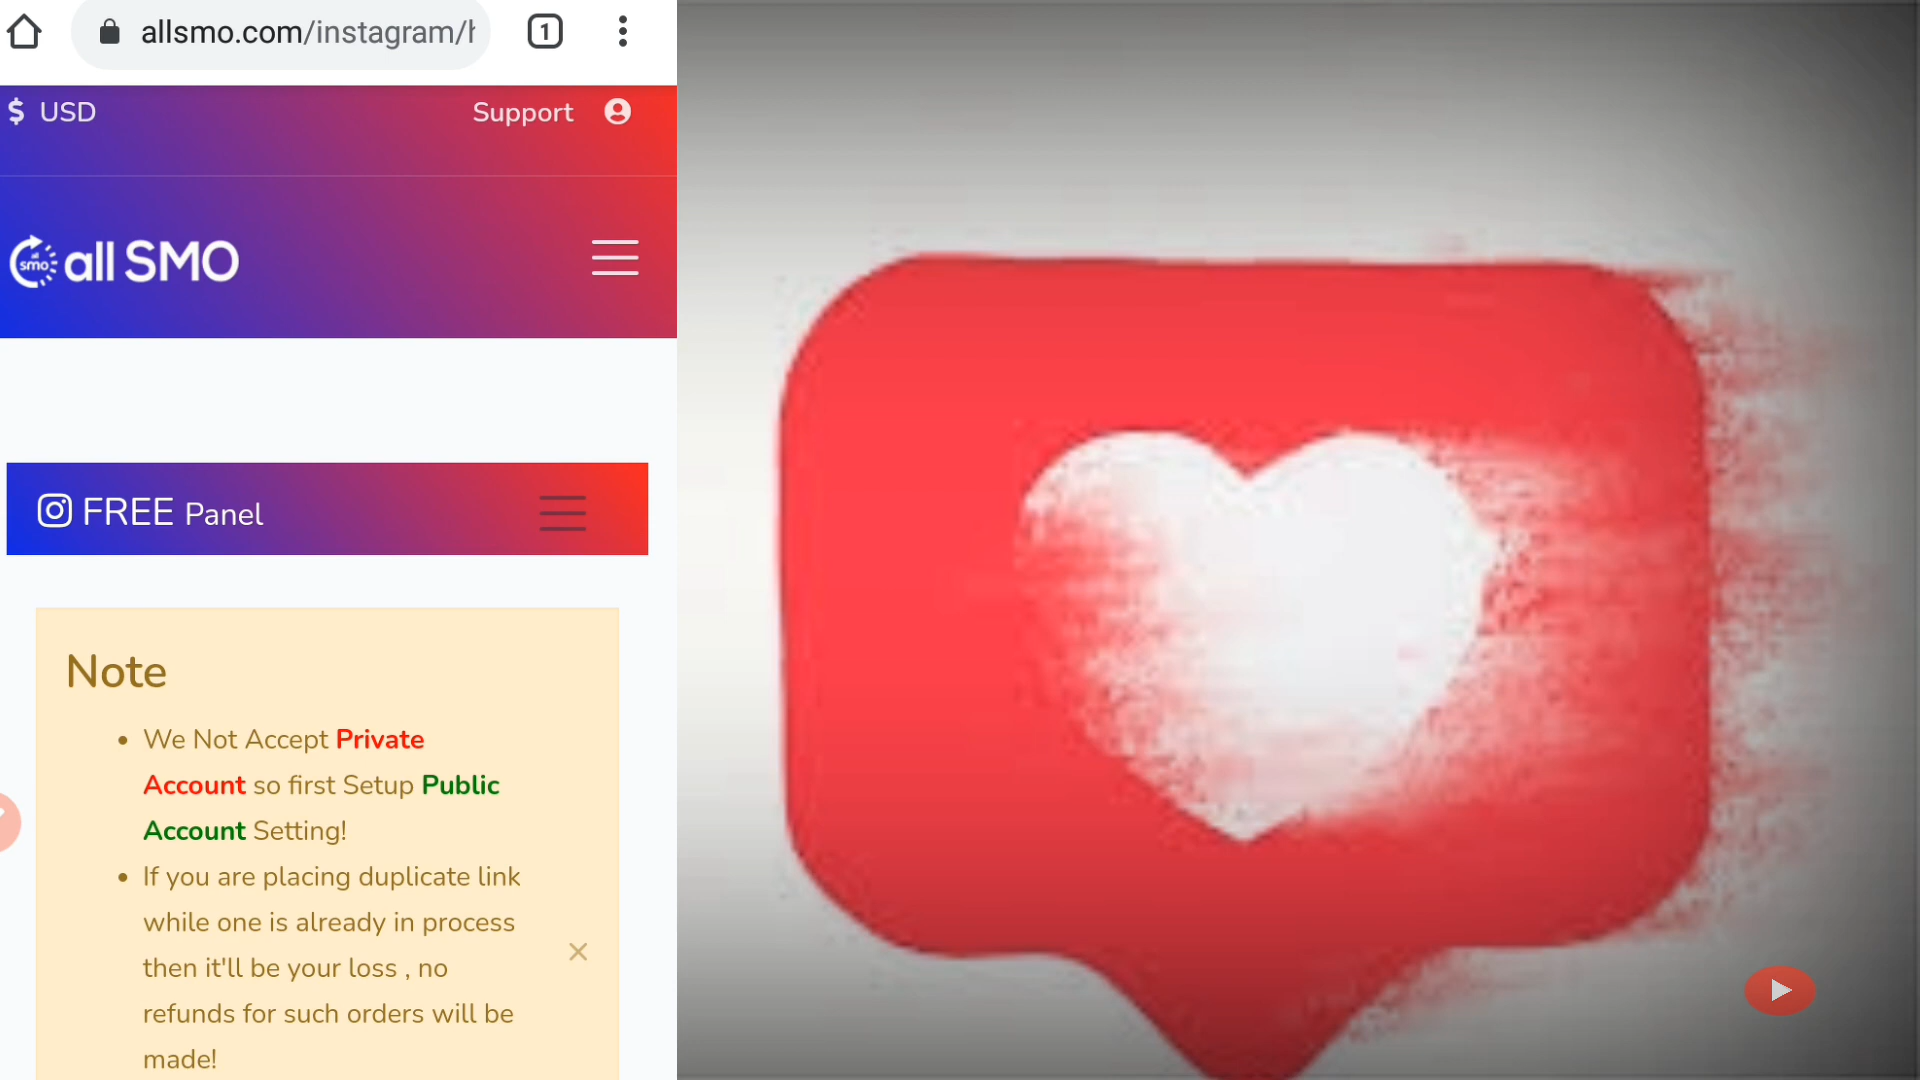 allsmo.com/instagram/h
1
$ USD
Support
smo all SMO
FREE Panel
Note
• We Not Accept Private
Account so first Setup Public
Account Setting!
• If you are placing duplicate link
while one is already in process
then it'll be your loss , no
refunds for such orders will be
made!